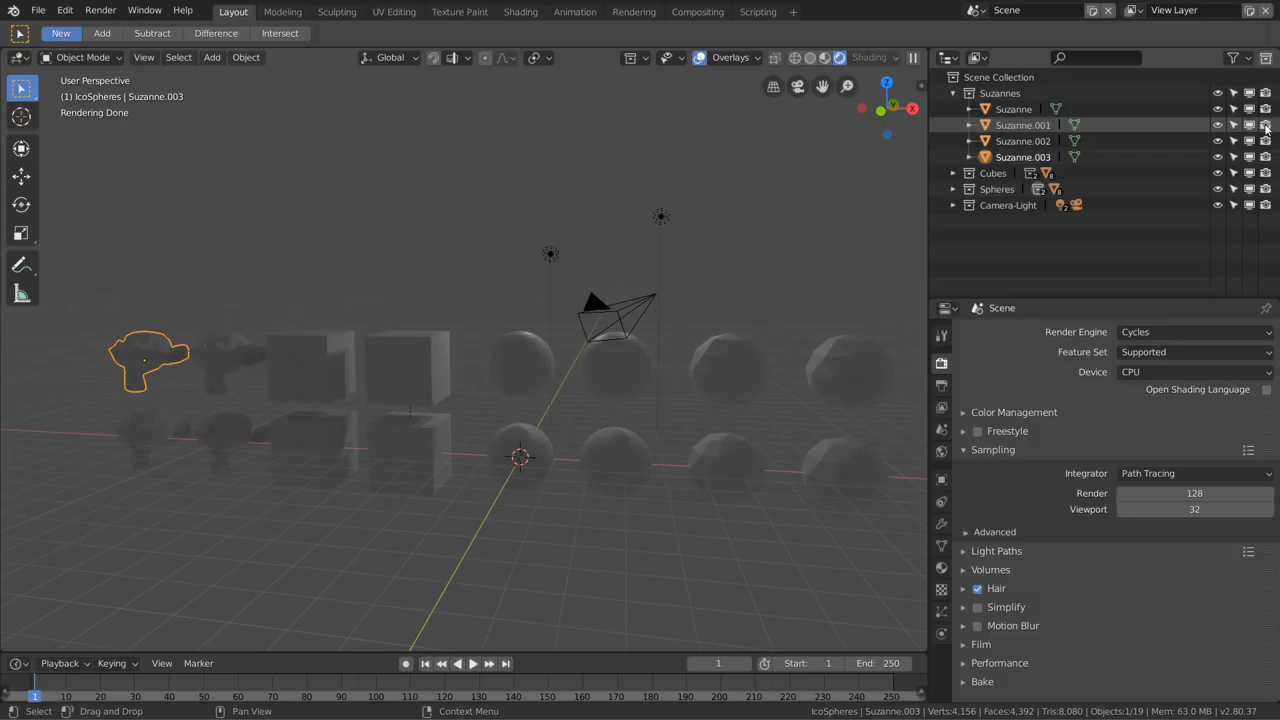 File Edit Render Window Help Layout Modeling Sculpting UV Editing Texture Paint Shading Animation Rendering Compositing Scripting Scene View Layer
New Add Subtract Difference Intersect
Object Mode View Select Add Object Global Overlays Shading
User Perspective
(1) IcoSpheres | Suzanne.003
Rendering Done
Z
Y
X
Scene Collection
Suzannes
Suzanne
Suzanne.001
Suzanne.002
Suzanne.003
Cubes 2 8
Spheres 2 8
Camera-Light 2
Scene
Render Engine Cycles
Feature Set Supported
Device CPU
Open Shading Language
Color Management
Freestyle
Sampling
Integrator Path Tracing
Render 128
Viewport 32
Advanced
Light Paths
Volumes
Hair
Simplify
Motion Blur
Film
Performance
Bake
Playback Keying View Marker 1 Start: 1 End: 250
1 10 20 30 40 50 60 70 80 90 100 110 120 130 140 150 160 170 180 190 200 210 220 230 240 250
Select Drag and Drop Pan View Context Menu IcoSpheres | Suzanne.003 | Verts:4,156 | Faces:4,392 | Tris:8,080 | Objects:1/19 | Mem: 63.0 MB | v2.80.37